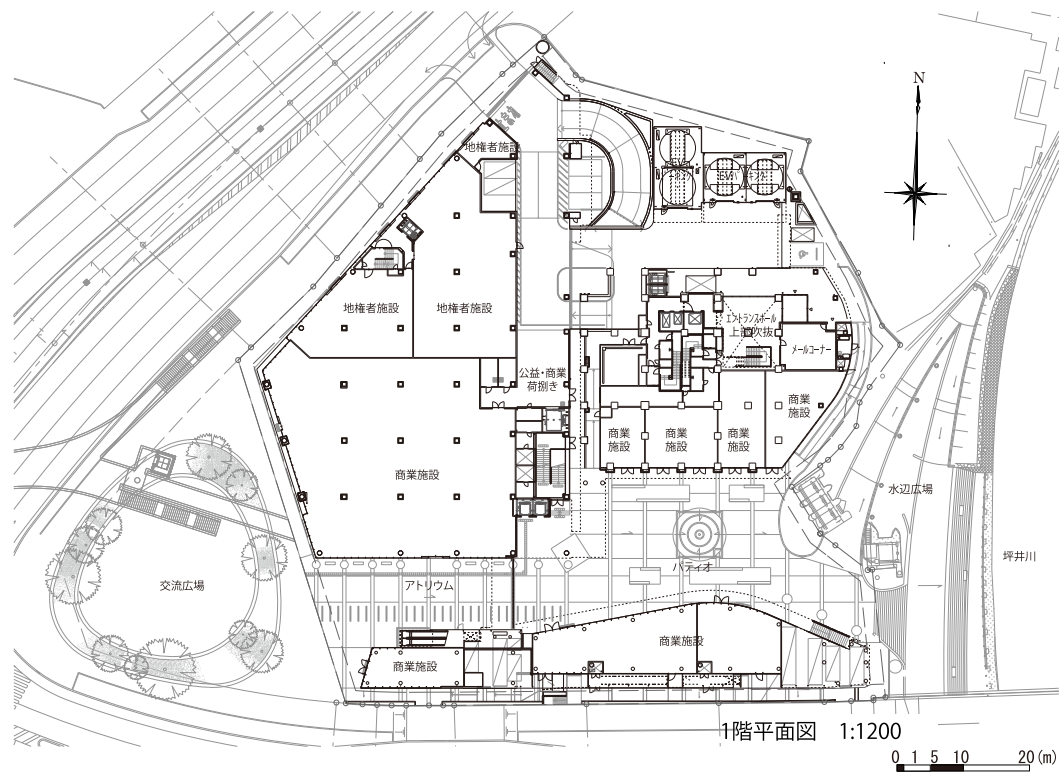 N
地権者施設
地権者施設
地権者施設
エントランスホール
上部吹抜
メールコーナー
公益・商業
荷捌き
商業
施設
商業
施設
商業
施設
商業
施設
商業施設
水辺広場
坪井川
パティオ
アトリウム
交流広場
商業施設
商業施設
1階平面図 1:1200
0 1 5 10 20 (m)